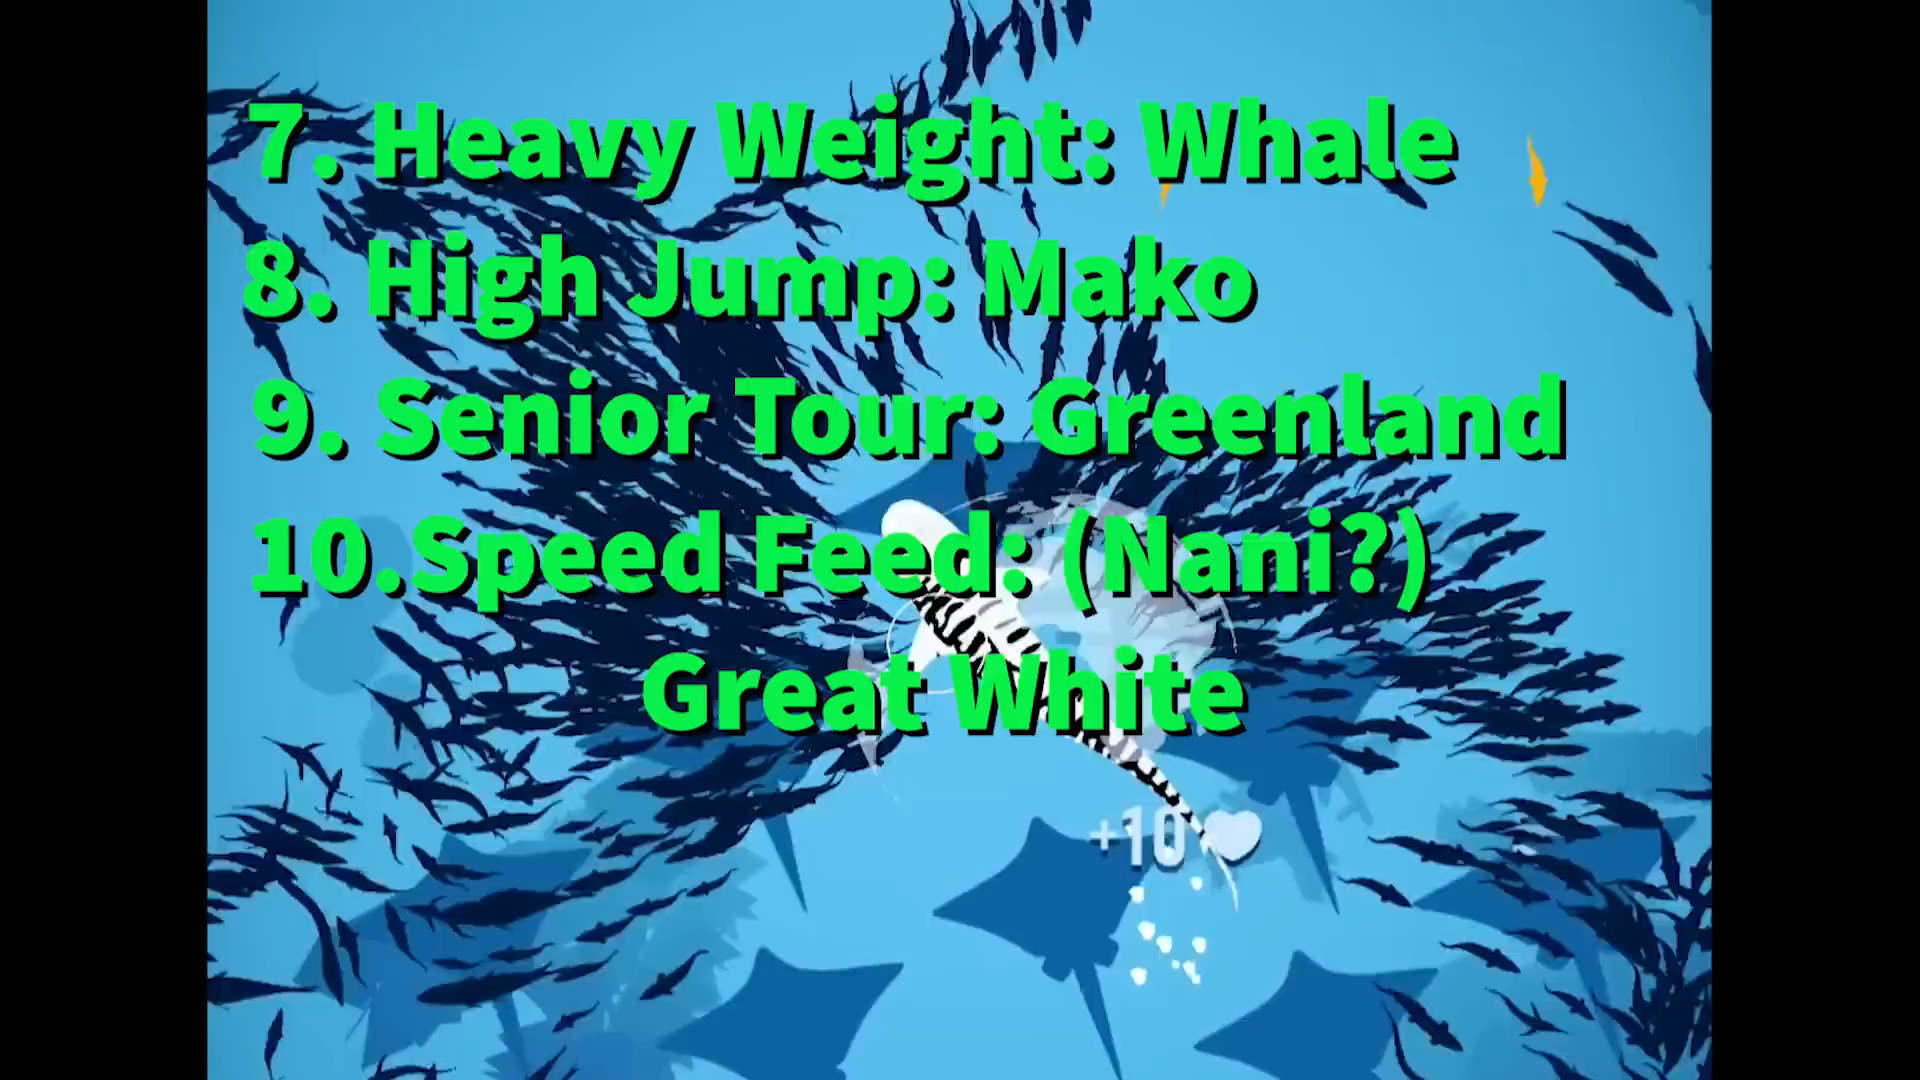 7. Heavy Weight: Whale
8. High Jump: Mako
9. Senior Tour: Greenland
10.Speed Feed: (Nani?)
Great White
+10